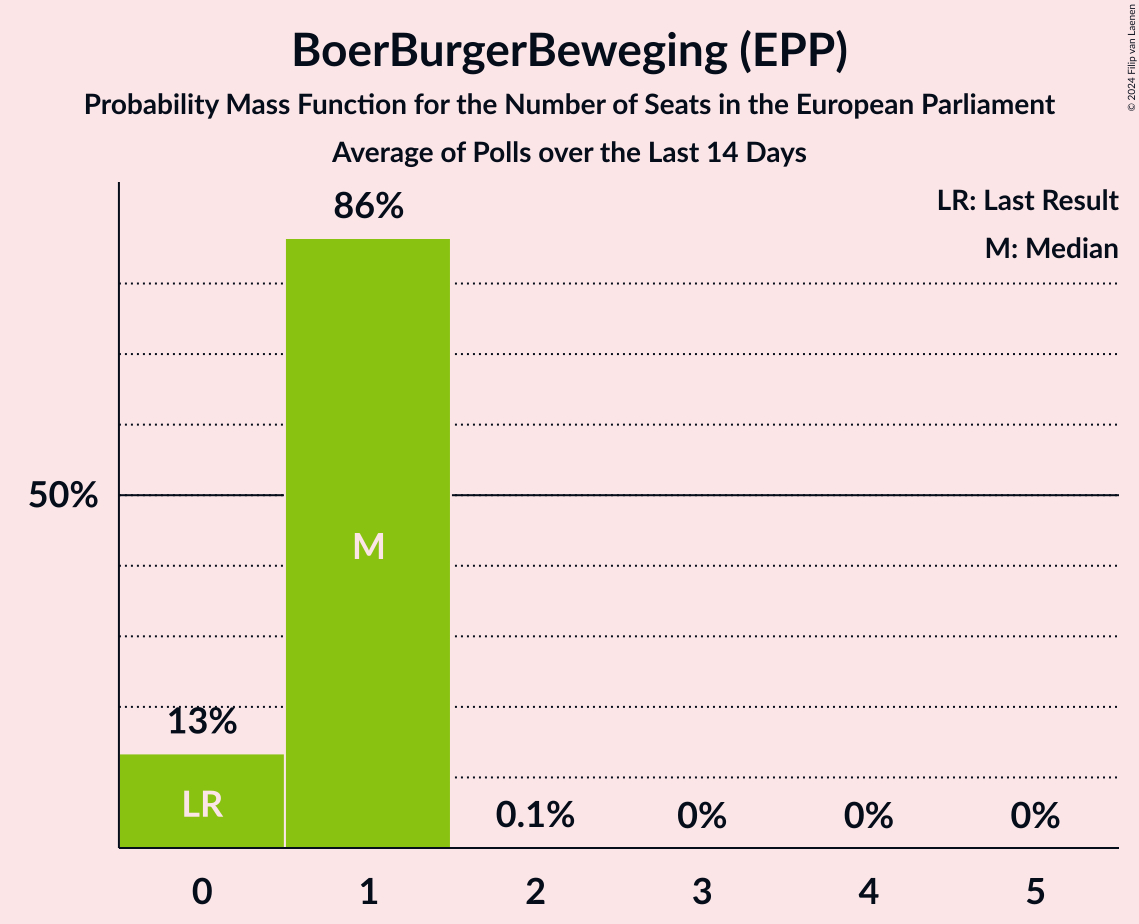 BoerBurgerBeweging (EPP)
Probability Mass Function for the Number of Seats in the European Parliament
Average of Polls over the Last 14 Days
© 2024 Filip van Laenen
LR: Last Result
M: Median
86%
50%
M
13%
LR
0.1%
0%
0%
0%
0
1
2
3
4
5